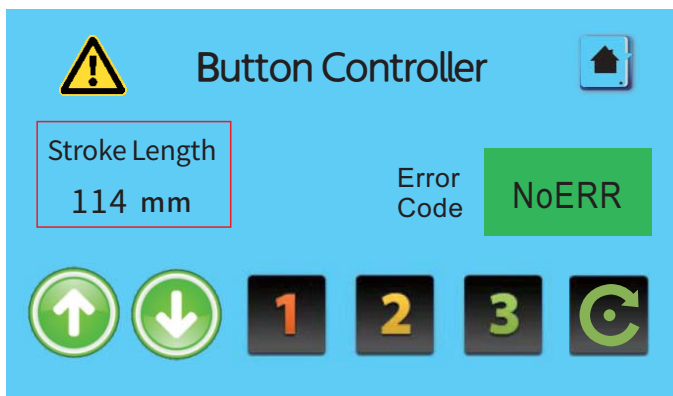 Button Controller
Stroke Length
114 mm
Error
Code
NoERR
1
2
3